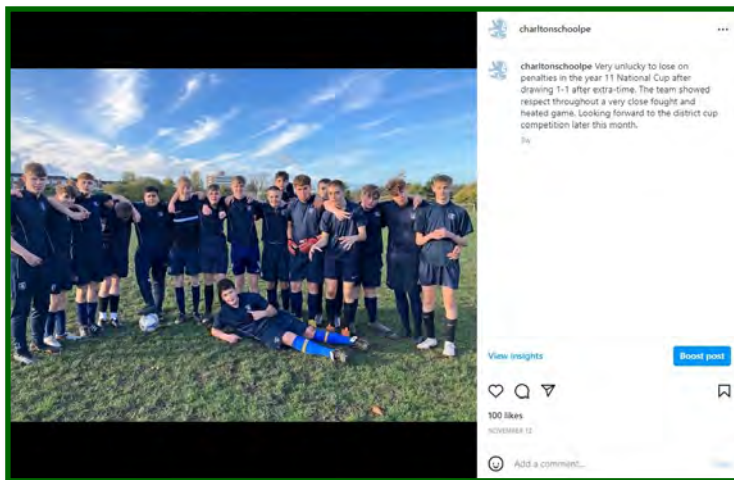 charltonschoolpe
charltonschoolpe Very unlucky to lose on
penalties in the year 11 National Cup after
drawing 1-1 after extra-time. The team showed
respect throughout a very close fought and
heated game. Looking forward to the district cup
competition later this month.
View insights
Boost post
100 likes
NOVEMBER 12
Add a comment...